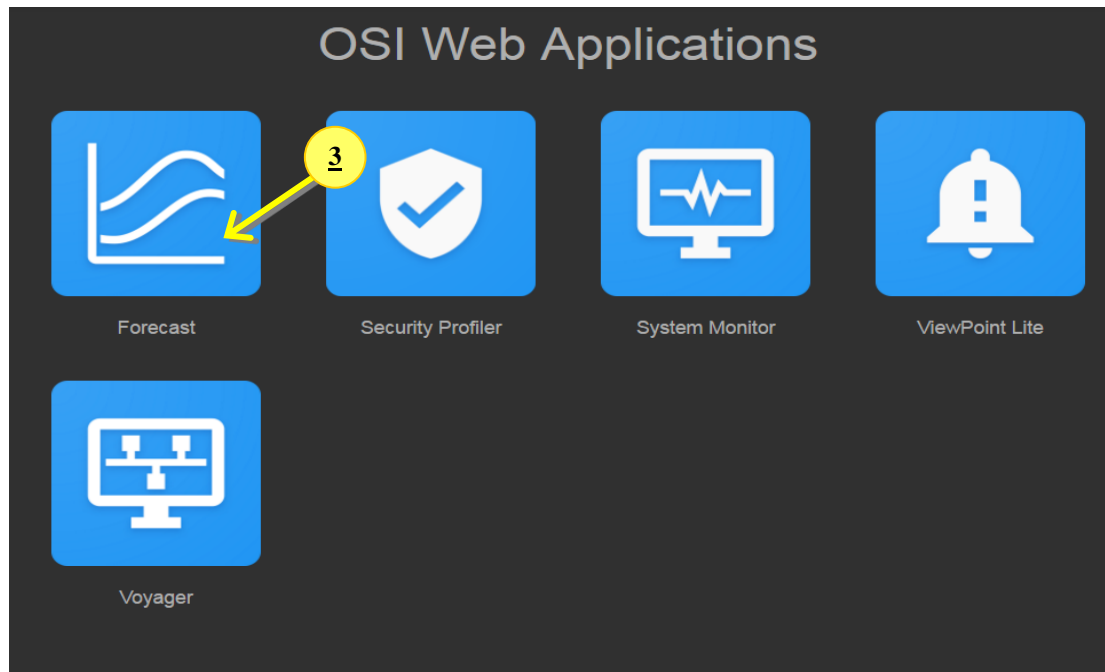 OSI Web Applications
3
Forecast
Security Profiler
System Monitor
ViewPoint Lite
Voyager